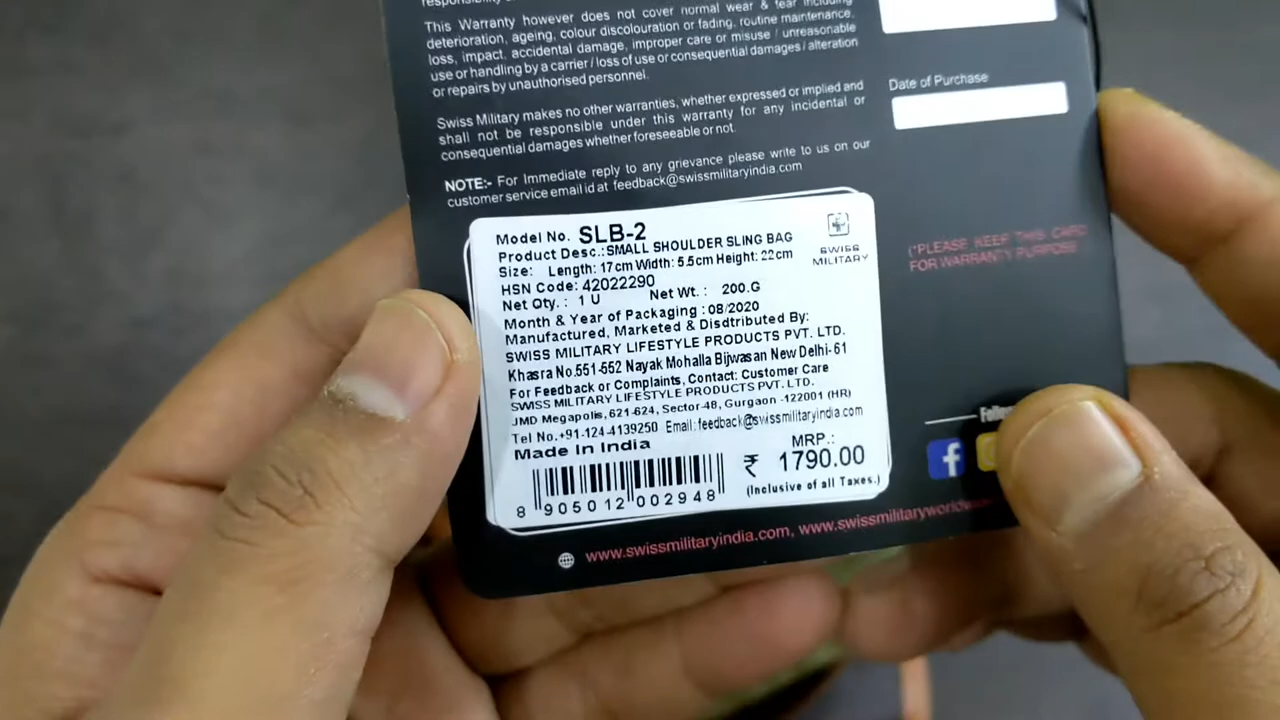 responsibility
This Warranty however does not cover normal wear & tear including
deterioration, ageing, colour discolouration or fading, routine maintenance,
loss, impact, accidental damage, improper care or misuse / unreasonable
use or handling by a carrier / loss of use or consequential damages / alteration
or repairs by unauthorised personnel.
Swiss Military makes no other warranties, whether expressed or implied and
shall not be responsible under this warranty for any incidental or
consequential damages whether foreseeable or not.
NOTE:- For Immediate reply to any grievance please write to us on our
customer service email id at feedback@swissmilitaryindia.com
Date of Purchase
(*PLEASE KEEP THIS CARD
FOR WARRANTY PURPOSE
Model No. SLB-2
Product Desc.:SMALL SHOULDER SLING BAG
Size: Length: 17cm Width: 5.5cm Height: 22cm
HSN Code: 42022290
Net Qty. : 1 U Net Wt. : 200.G
Month & Year of Packaging : 08/2020
Manufactured, Marketed & Disdtributed By:
SWISS MILITARY LIFESTYLE PRODUCTS PVT. LTD.
Khasra No.551-552 Nayak Mohalla Bijwasan New Delhi-61
For Feedback or Complaints, Contact: Customer Care
SWISS MILITARY LIFESTYLE PRODUCTS PVT. LTD.
JMD Megapolis, 621-624, Sector-48, Gurgaon -122001 (HR)
Tel No.+91-124-4139250 Email: feedback@swissmilitaryindia.com
Made In India
SWISS
MILITARY
MRP.:
₹ 1790.00
(Inclusive of all Taxes.)
8 905012 002948
www.swissmilitaryindia.com,